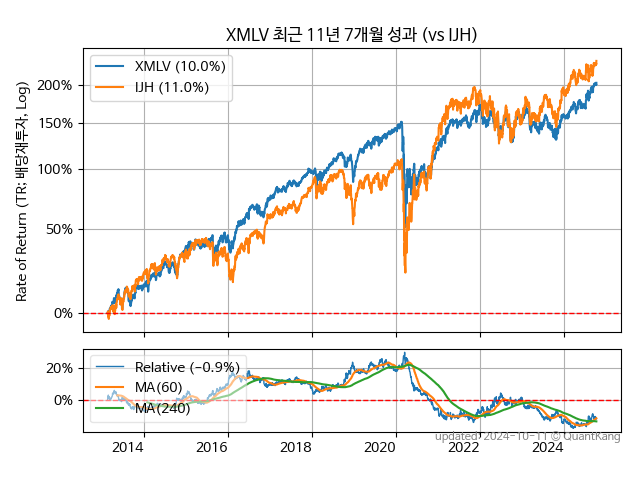 XMLV 최근 11년 7개월 성과 (vs IJH)
Rate of Return (TR: 배당재투자, Log)
200%
150%
100%
50%
0%
XMLV (10.0%)
IJH (11.0%)
20%
0%
Relative (−0.9%)
MA(60)
MA(240)
2014 2016 2018 2020 2022 2024
updated: 2024-10-11 © QuantKang